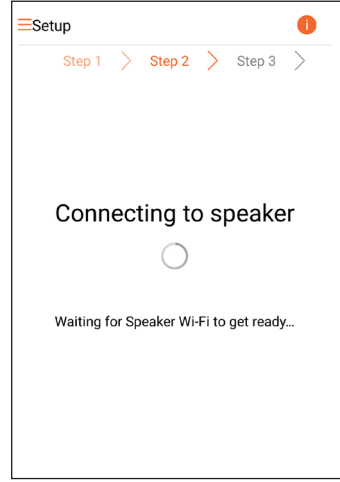 Setup
i
Step 1 Step 2 Step 3
Connecting to speaker
Waiting for Speaker Wi-Fi to get ready...